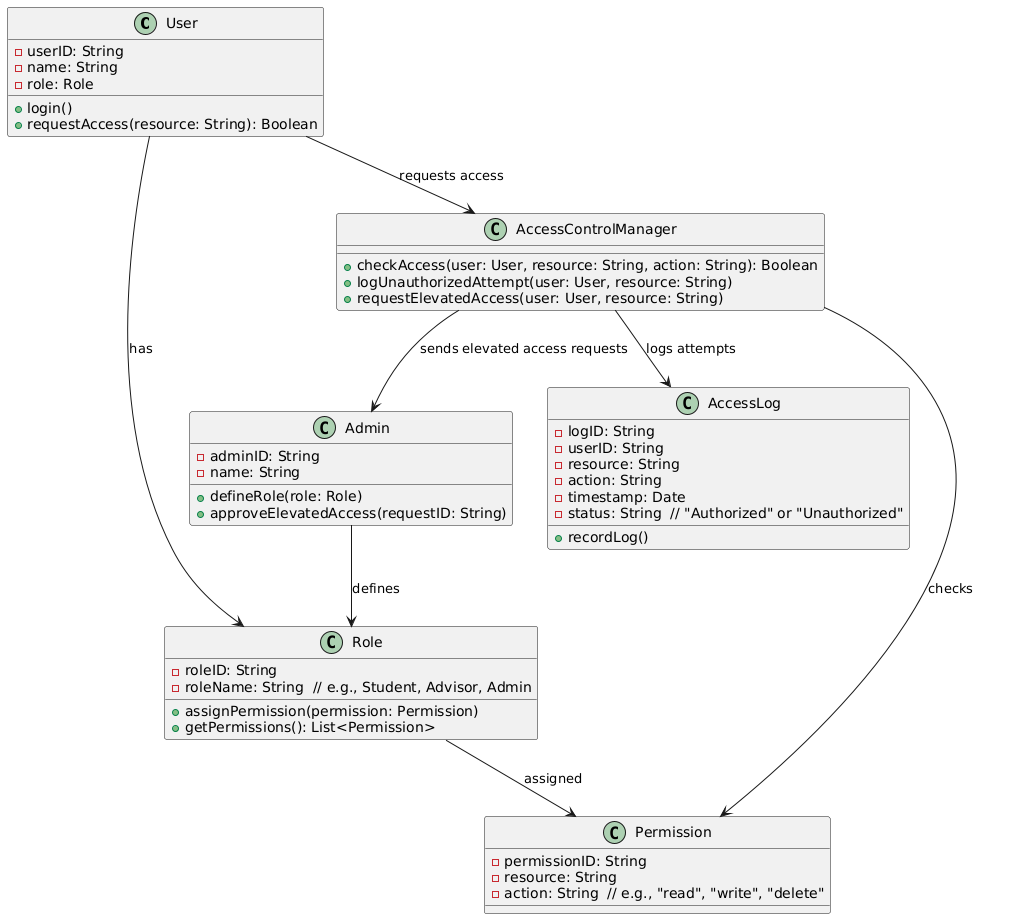 C User
userID: String
name: String
role: Role
login()
requestAccess(resource: String): Boolean
requests access
C AccessControlManager
checkAccess(user: User, resource: String, action: String): Boolean
logUnauthorizedAttempt(user: User, resource: String)
requestElevatedAccess(user: User, resource: String)
has
sends elevated access requests
logs attempts
C Admin
adminID: String
name: String
defineRole(role: Role)
approveElevatedAccess(requestID: String)
C AccessLog
logID: String
userID: String
resource: String
action: String
timestamp: Date
status: String  // "Authorized" or "Unauthorized"
recordLog()
defines
checks
C Role
roleID: String
roleName: String  // e.g., Student, Advisor, Admin
assignPermission(permission: Permission)
getPermissions(): List<Permission>
assigned
C Permission
permissionID: String
resource: String
action: String  // e.g., "read", "write", "delete"